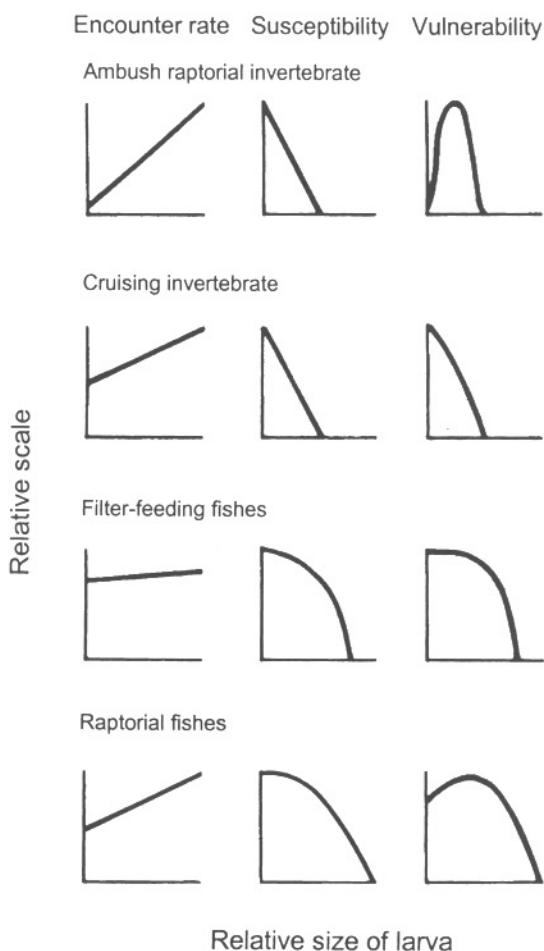 Encounter rate Susceptibility Vulnerability
Ambush raptorial invertebrate
Cruising invertebrate
Relative scale
Filter-feeding fishes
Raptorial fishes
Relative size of larva